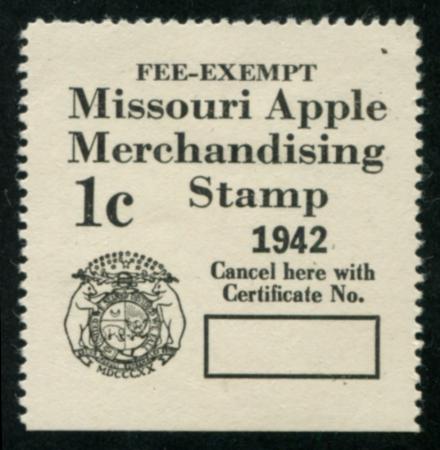 FEE-EXEMPT
Missouri Apple
Merchandising
1c Stamp
1942
Cancel here with
Certificate No.
MDCCCXX